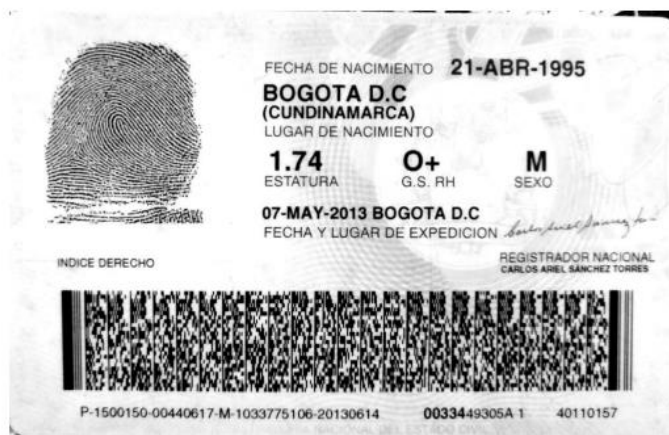 FECHA DE NACIMIENTO 21-ABR-1995
BOGOTA D.C
(CUNDINAMARCA)
LUGAR DE NACIMIENTO
1.74 O+ M
ESTATURA G.S. RH SEXO
07-MAY-2013 BOGOTA D.C
FECHA Y LUGAR DE EXPEDICION
INDICE DERECHO
REGISTRADOR NACIONAL
CARLOS ARIEL SÁNCHEZ TORRES
P-1500150-00440617-M-1033775106-20130614 0033449305A 1 40110157